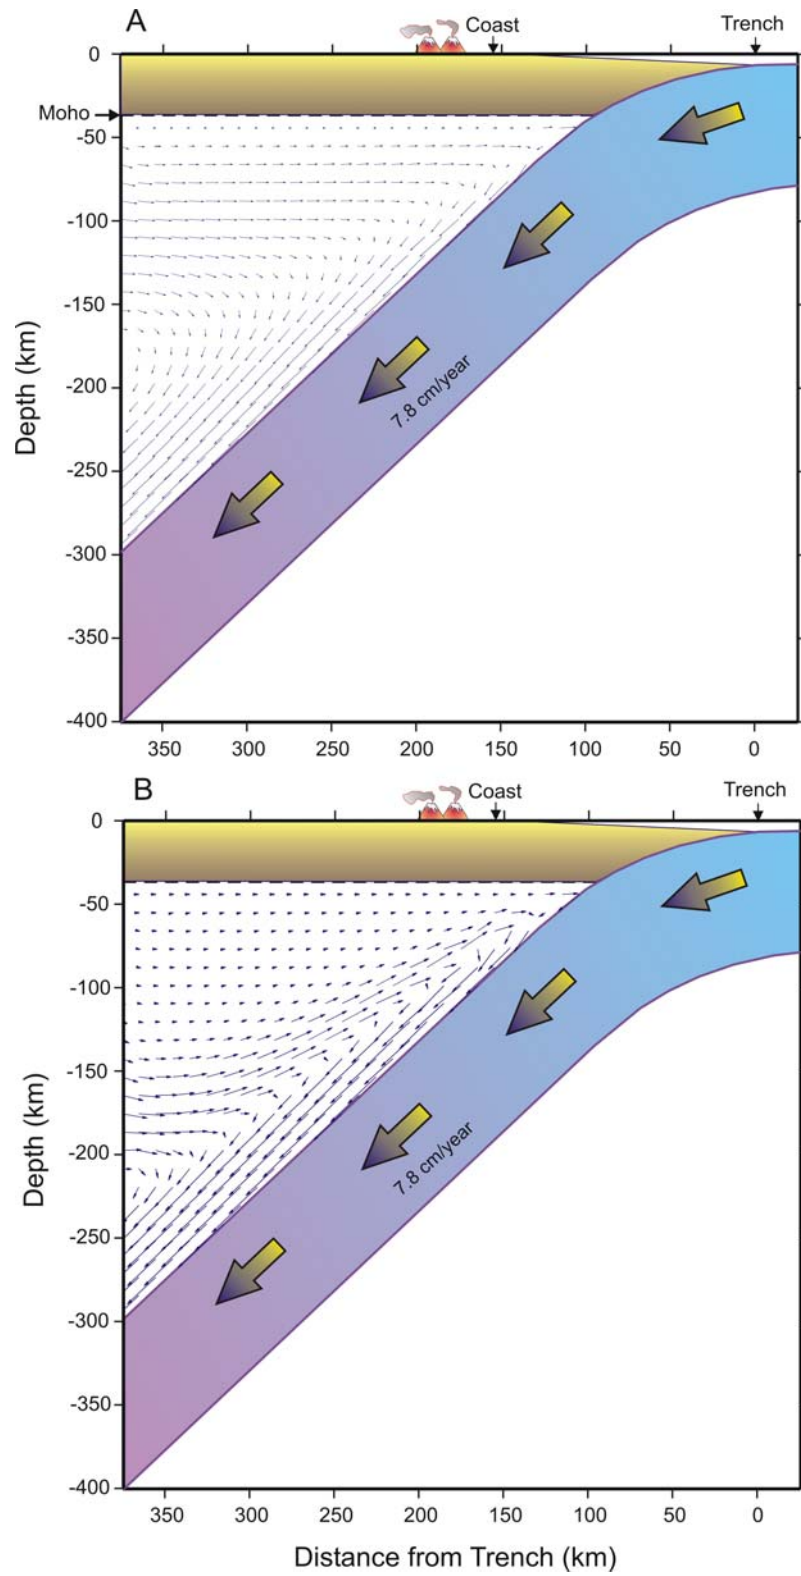 A
Coast
Trench
Moho
0
-50
-100
-150
-200
-250
-300
-350
-400
Depth (km)
7.8 cm/year
350 300 250 200 150 100 50 0
B
Coast
Trench
0
-50
-100
-150
-200
-250
-300
-350
-400
Depth (km)
7.8 cm/year
350 300 250 200 150 100 50 0
Distance from Trench (km)